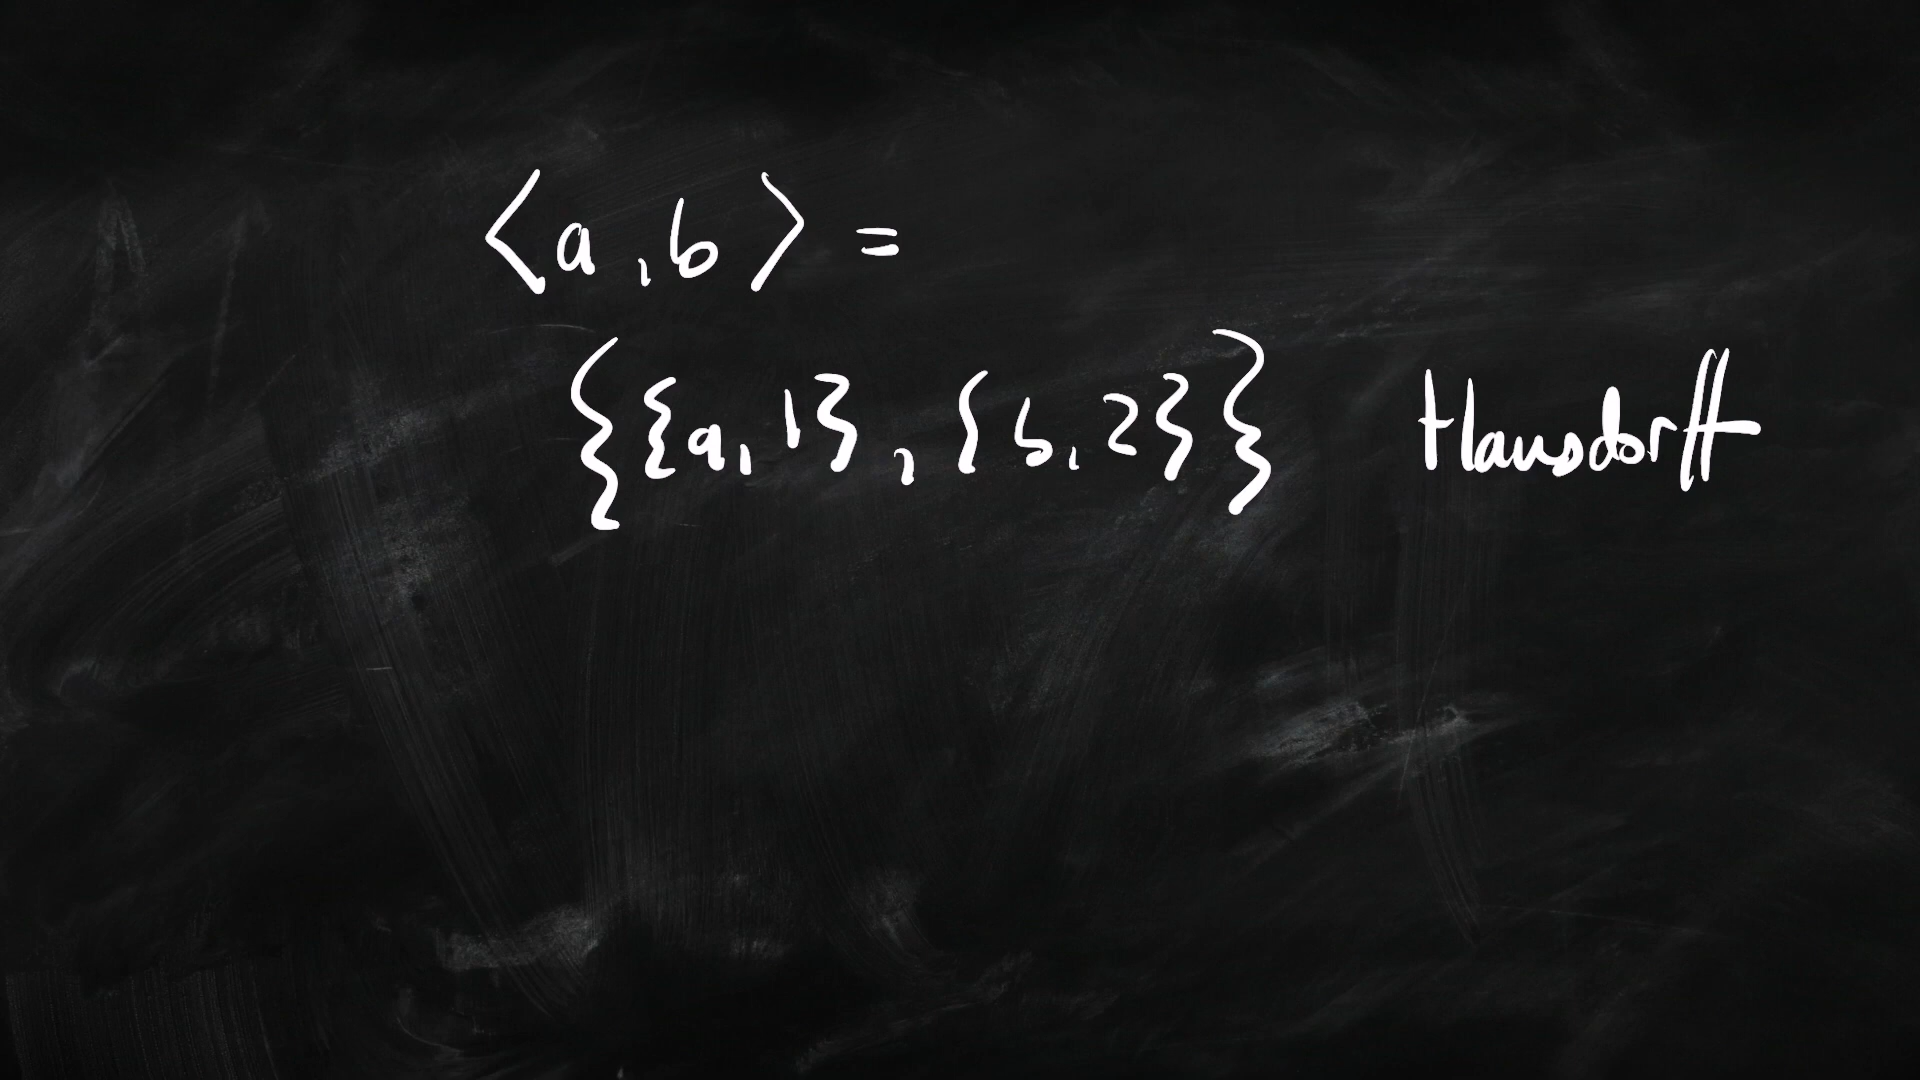 ⟨a, b⟩ =
{{a, 1}, {b, 2}} Hausdorff